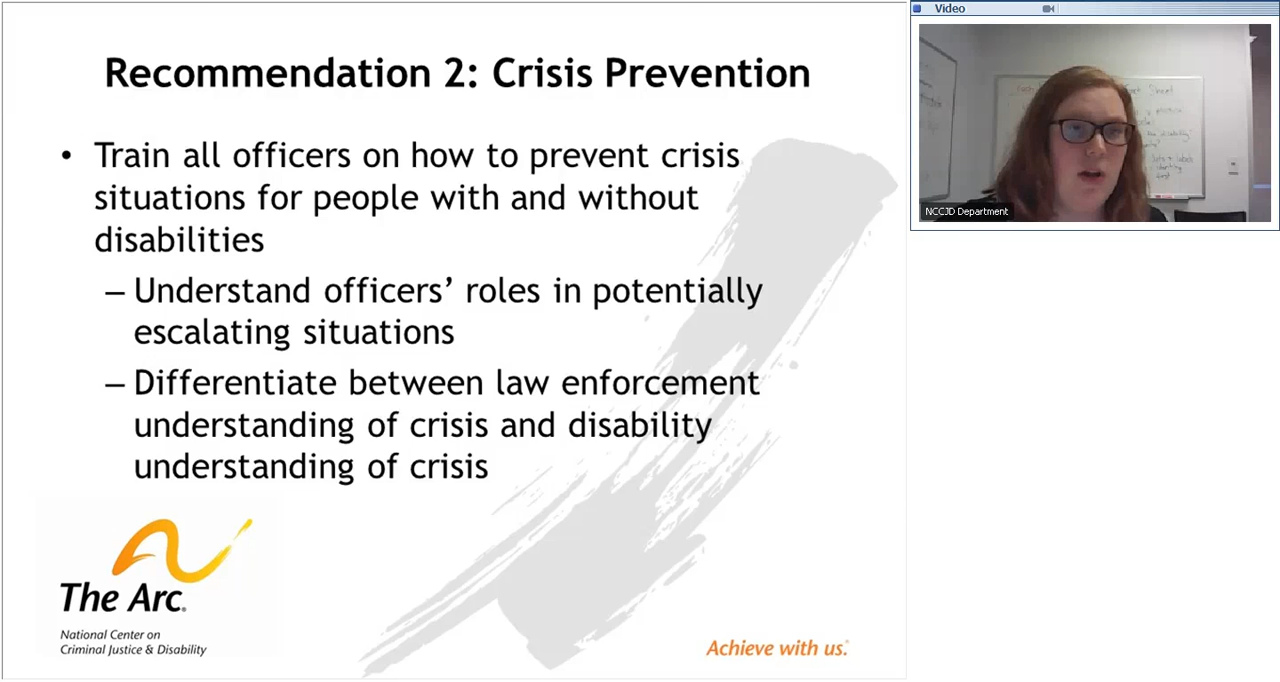 Video
Recommendation 2: Crisis Prevention
• Train all officers on how to prevent crisis
situations for people with and without
disabilities
– Understand officers’ roles in potentially
escalating situations
– Differentiate between law enforcement
understanding of crisis and disability
understanding of crisis
The Arc®
National Center on
Criminal Justice & Disability
Achieve with us.
NCCJD Department
Sheet